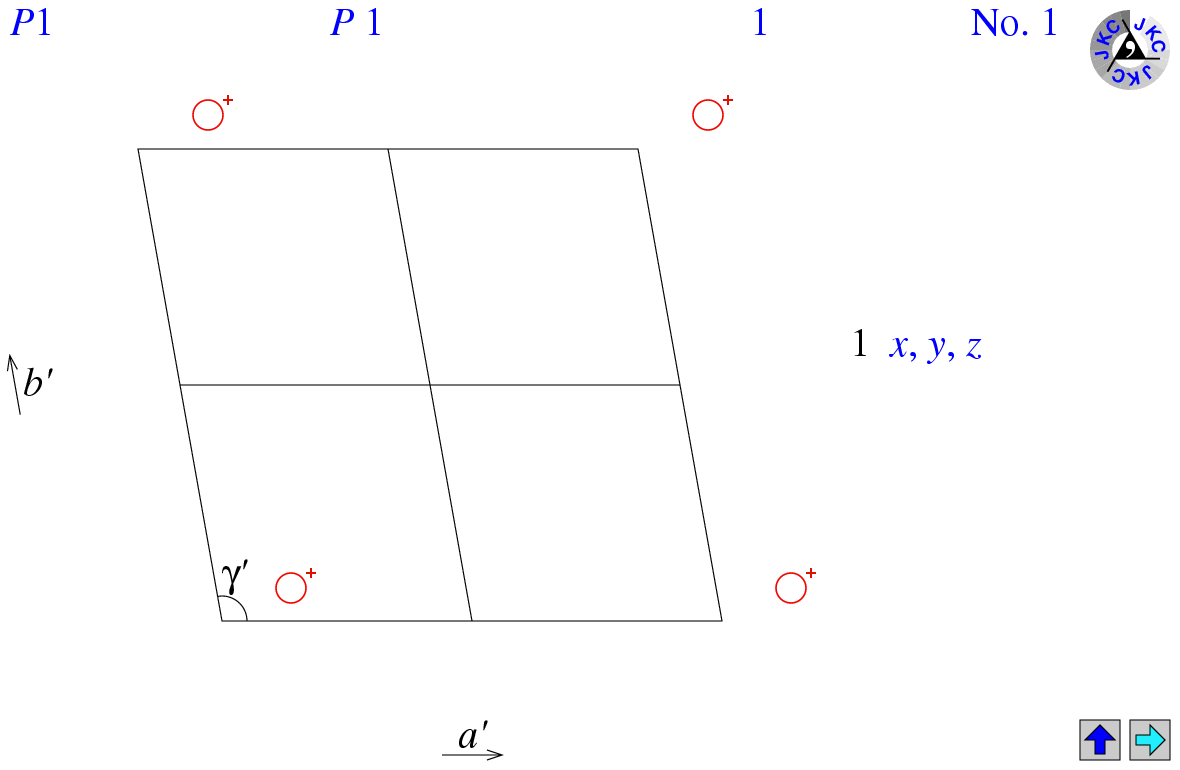 P1 P 1 1 No. 1
JKC JKC JKC
+ +
1 x, y, z
b′
γ′
+ +
a′